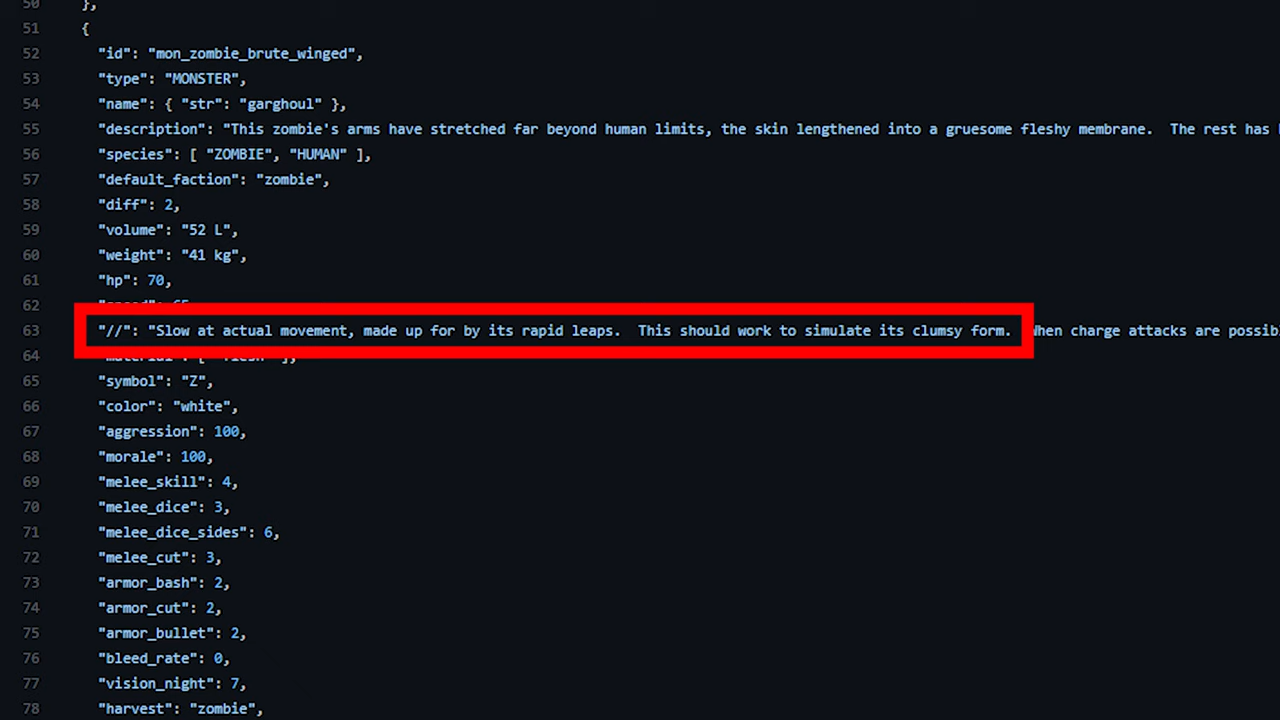 50 },
51 {
52 "id": "mon_zombie_brute_winged",
53 "type": "MONSTER",
54 "name": { "str": "garghoul" },
55 "description": "This zombie's arms have stretched far beyond human limits, the skin lengthened into a gruesome fleshy membrane.  The rest has
56 "species": [ "ZOMBIE", "HUMAN" ],
57 "default_faction": "zombie",
58 "diff": 2,
59 "volume": "52 L",
60 "weight": "41 kg",
61 "hp": 70,
62 "speed": 65
63 "//": "Slow at actual movement, made up for by its rapid leaps.  This should work to simulate its clumsy form.  When charge attacks are possib
64 "material": [ "flesh" ],
65 "symbol": "Z",
66 "color": "white",
67 "aggression": 100,
68 "morale": 100,
69 "melee_skill": 4,
70 "melee_dice": 3,
71 "melee_dice_sides": 6,
72 "melee_cut": 3,
73 "armor_bash": 2,
74 "armor_cut": 2,
75 "armor_bullet": 2,
76 "bleed_rate": 0,
77 "vision_night": 7,
78 "harvest": "zombie",